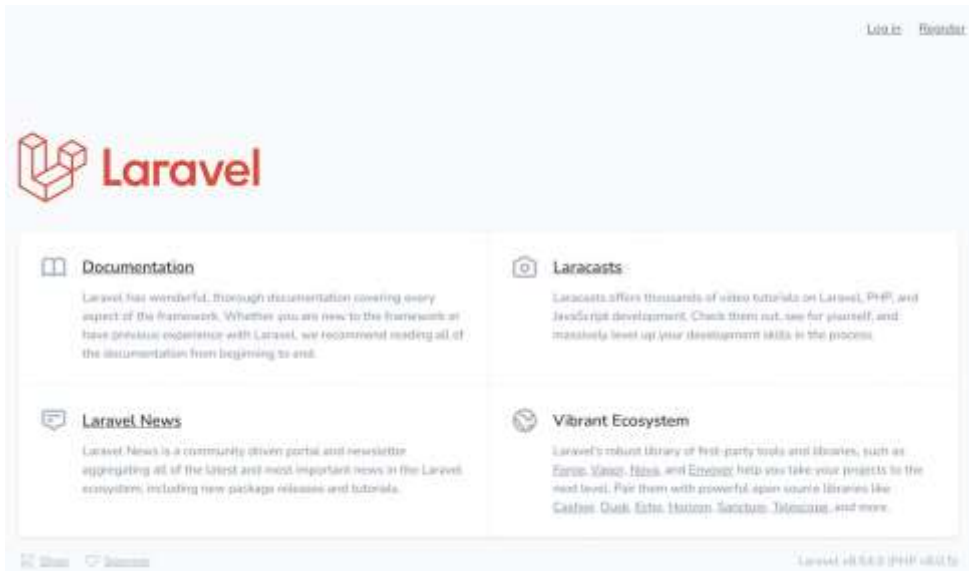 Log in Register
Laravel
Documentation
Laravel has wonderful, thorough documentation covering every
aspect of the framework. Whether you are new to the framework or
have previous experience with Laravel, we recommend reading all of
the documentation from beginning to end.
Laracasts
Laracasts offers thousands of video tutorials on Laravel, PHP, and
JavaScript development. Check them out, see for yourself, and
massively level up your development skills in the process.
Laravel News
Laravel News is a community driven portal and newsletter
aggregating all of the latest and most important news in the Laravel
ecosystem, including new package releases and tutorials.
Vibrant Ecosystem
Laravel's robust library of first-party tools and libraries, such as
Forge, Vapor, Nova, and Envoyer help you take your projects to the
next level. Pair them with powerful open source libraries like
Cashier, Dusk, Echo, Horizon, Sanctum, Telescope, and more.
Shop Sponsor
Laravel (PHP